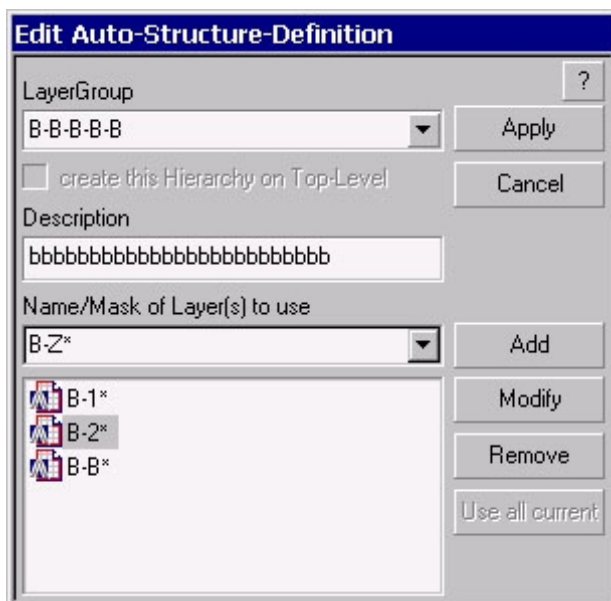 Edit Auto-Structure-Definition
?
LayerGroup
B-B-B-B-B
Apply
create this Hierarchy on Top-Level
Cancel
Description
bbbbbbbbbbbbbbbbbbbbbbbbb
Name/Mask of Layer(s) to use
B-Z*
Add
B-1*
Modify
B-2*
Remove
B-B*
Use all current